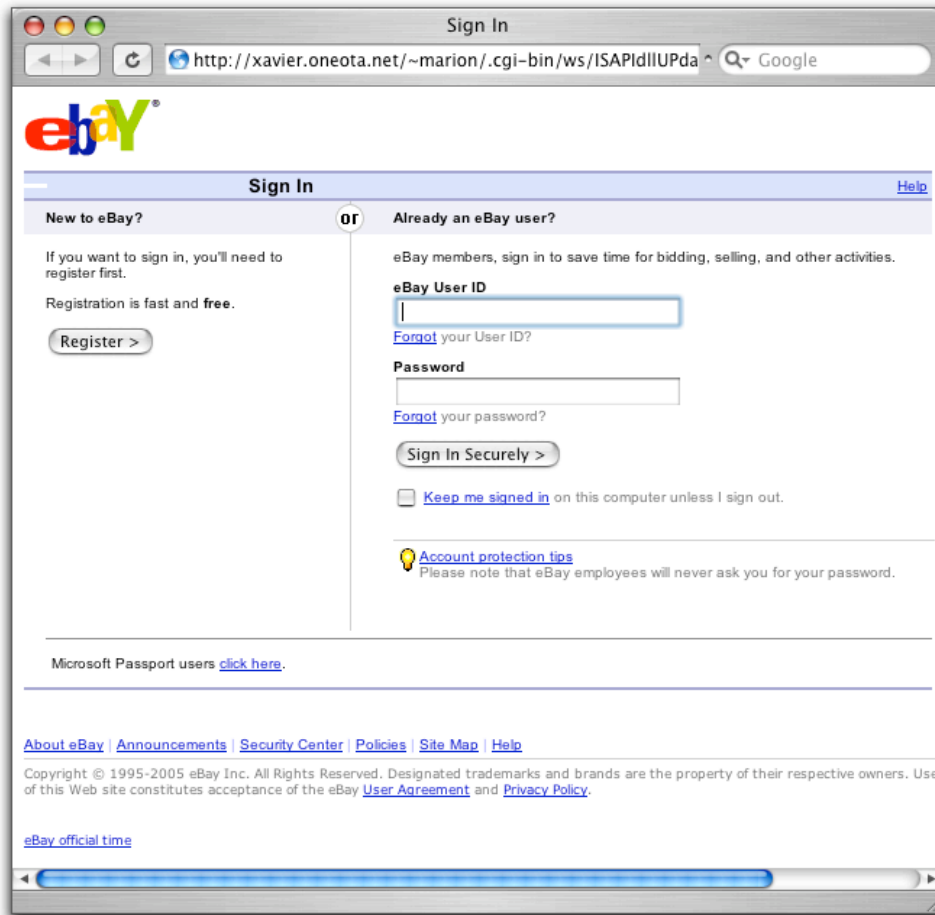 Sign In
http://xavier.oneota.net/~marion/.cgi-bin/ws/ISAPIdllUPda
Google
ebaY®
Sign In
Help
New to eBay?
or
Already an eBay user?
If you want to sign in, you'll need to
register first.
Registration is fast and free.
Register >
eBay members, sign in to save time for bidding, selling, and other activities.
eBay User ID
Forgot your User ID?
Password
Forgot your password?
Sign In Securely >
Keep me signed in on this computer unless I sign out.
Account protection tips
Please note that eBay employees will never ask you for your password.
Microsoft Passport users click here.
About eBay | Announcements | Security Center | Policies | Site Map | Help
Copyright © 1995-2005 eBay Inc. All Rights Reserved. Designated trademarks and brands are the property of their respective owners. Use
of this Web site constitutes acceptance of the eBay User Agreement and Privacy Policy.
eBay official time